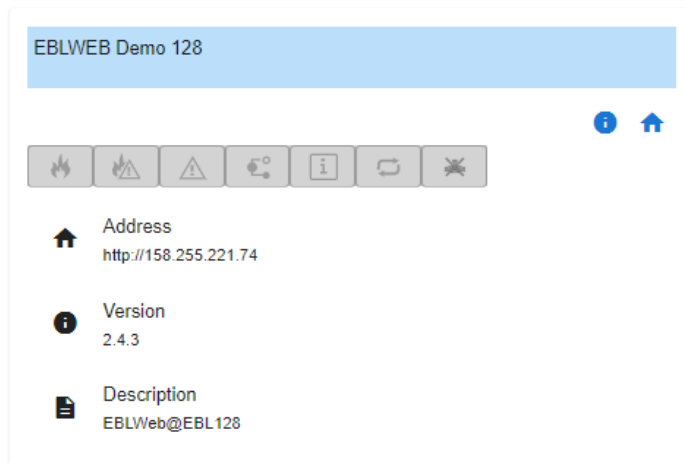 EBLWEB Demo 128
Address
http://158.255.221.74
Version
2.4.3
Description
EBLWeb@EBL128